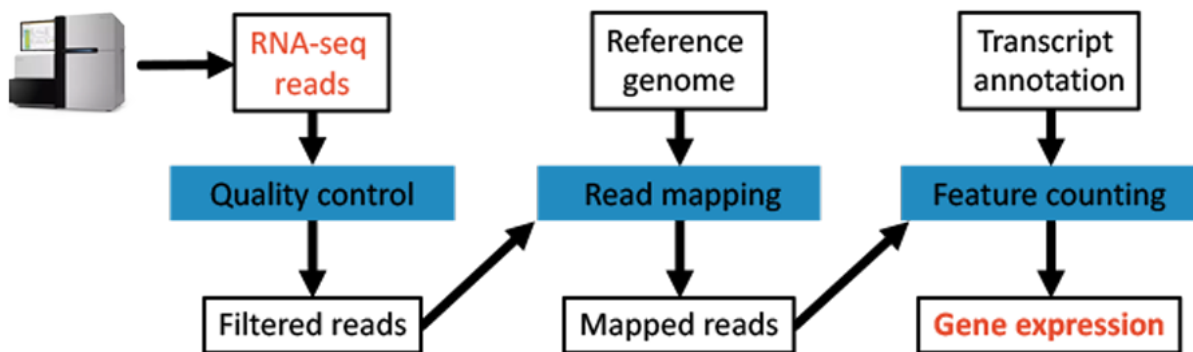 RNA-seq
reads
Reference
genome
Transcript
annotation
Quality control
Read mapping
Feature counting
Filtered reads
Mapped reads
Gene expression